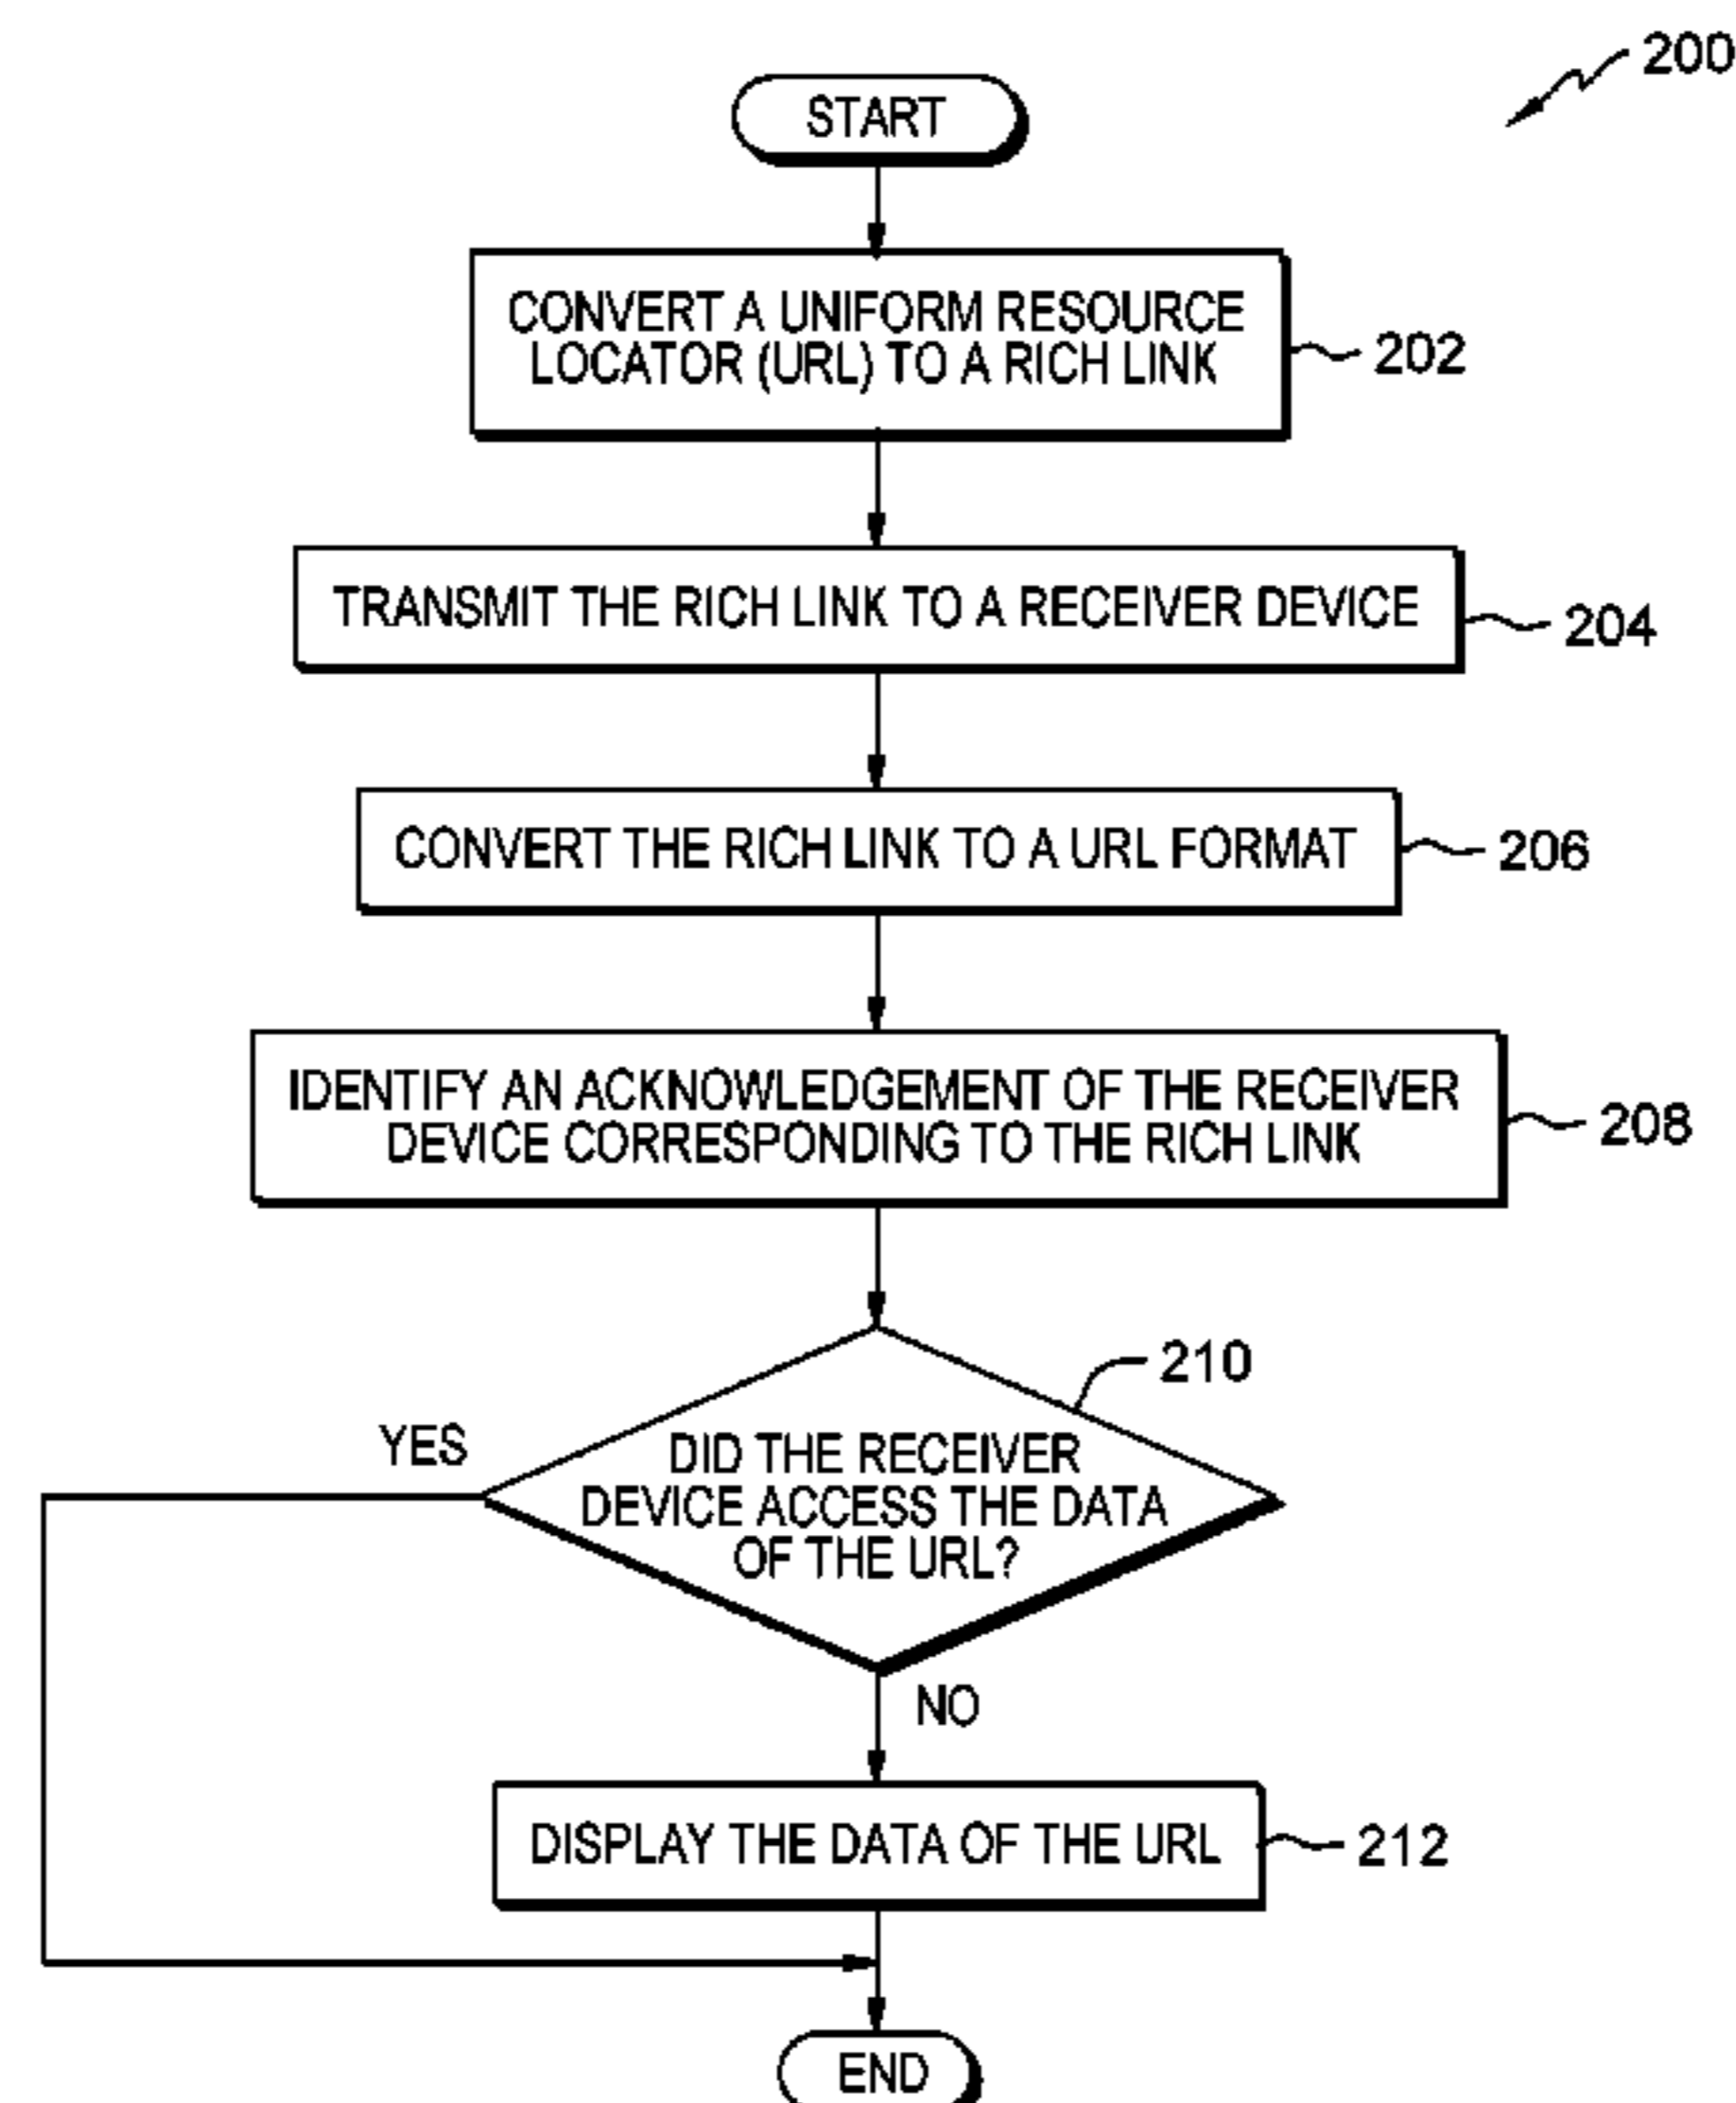 200
START
CONVERT A UNIFORM RESOURCE
LOCATOR (URL) TO A RICH LINK
202
TRANSMIT THE RICH LINK TO A RECEIVER DEVICE
204
CONVERT THE RICH LINK TO A URL FORMAT
206
IDENTIFY AN ACKNOWLEDGEMENT OF THE RECEIVER
DEVICE CORRESPONDING TO THE RICH LINK
208
210
YES
DID THE RECEIVER
DEVICE ACCESS THE DATA
OF THE URL?
NO
DISPLAY THE DATA OF THE URL
212
END